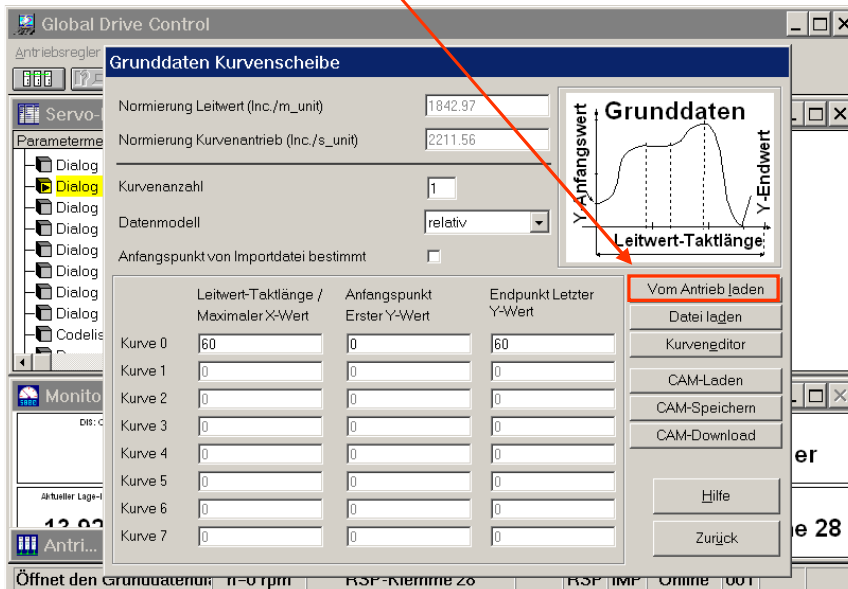 Global Drive Control
Antriebsregler
Grunddaten Kurvenscheibe
Servo-
Parameterme
Dialog
Dialog
Dialog
Dialog
Dialog
Dialog
Dialog
Dialog
Codelis
Normierung Leitwert (Inc./m_unit) 1842.97
Normierung Kurvenantrieb (Inc./s_unit) 2211.56
Kurvenanzahl 1
Datenmodell relativ
Anfangspunkt von Importdatei bestimmt
Grunddaten
Y-Anfangswert
Y-Endwert
Leitwert-Taktlänge
Leitwert-Taktlänge / Anfangspunkt Endpunkt Letzter
Maximaler X-Wert Erster Y-Wert Y-Wert
Kurve 0 60 0 60
Kurve 1 0 0 0
Kurve 2 0 0 0
Kurve 3 0 0 0
Kurve 4 0 0 0
Kurve 5 0 0 0
Kurve 6 0 0 0
Kurve 7 0 0 0
Vom Antrieb laden
Datei laden
Kurveneditor
CAM-Laden
CAM-Speichern
CAM-Download
Hilfe
Zurück
Monito
DIS:
Aktueller Lage-I
13.92
er
e 28
Antri...
Öffnet den Grunddatendia n=0 rpm RSP-Klemme 28 RSP IMP Online 001